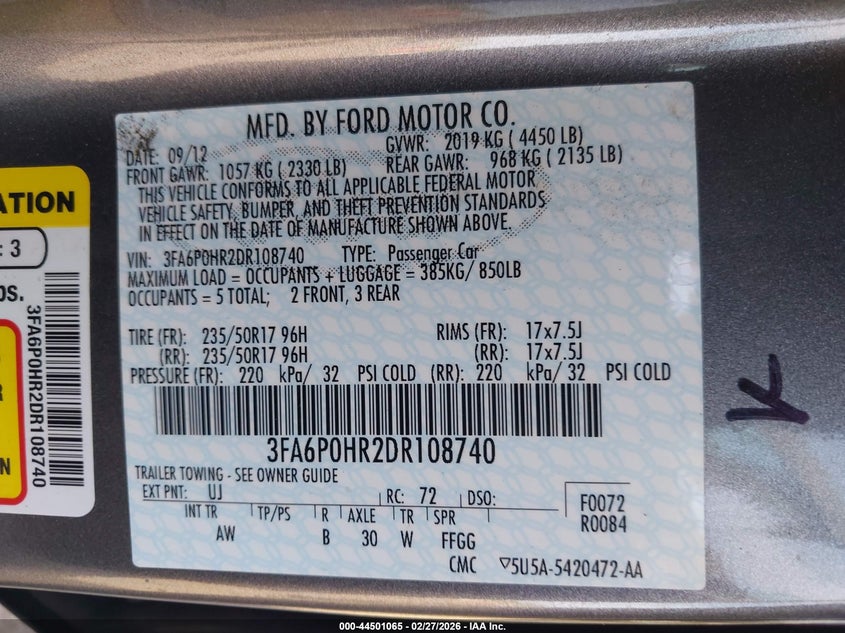 MFD. BY FORD MOTOR CO.
DATE: 09/12 GVWR: 2019 KG ( 4450 LB)
FRONT GAWR: 1057 KG ( 2330 LB) REAR GAWR: 968 KG ( 2135 LB)
THIS VEHICLE CONFORMS TO ALL APPLICABLE FEDERAL MOTOR
VEHICLE SAFETY, BUMPER, AND THEFT PREVENTION STANDARDS
IN EFFECT ON THE DATE OF MANUFACTURE SHOWN ABOVE.
VIN: 3FA6P0HR2DR108740 TYPE: Passenger Car
MAXIMUM LOAD = OCCUPANTS + LUGGAGE = 385KG/ 850LB
OCCUPANTS = 5 TOTAL; 2 FRONT, 3 REAR
TIRE (FR): 235/50R17 96H RIMS (FR): 17x7.5J
(RR): 235/50R17 96H (RR): 17x7.5J
PRESSURE (FR): 220 kPa/ 32 PSI COLD (RR): 220 kPa/ 32 PSI COLD
3FA6P0HR2DR108740
TRAILER TOWING - SEE OWNER GUIDE
EXT PNT: UJ RC: 72 DSO:
F0072
R0084
INT TR TP/PS R AXLE TR SPR
AW B 30 W FFGG
CMC 5U5A-5420472-AA
ATION
: 3
OS.
R
N
3FA6P0HR2DR108740
000-44501065 - 02/27/2026 - IAA Inc.